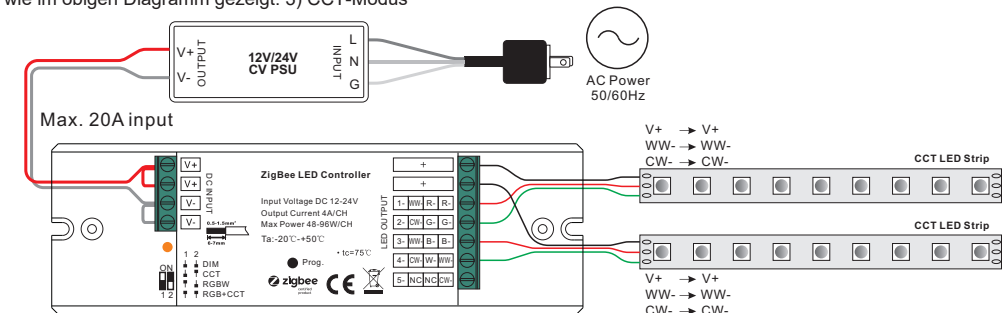 wie im obigen Diagramm gezeigt. 3) CCT-Modus
V+
V-
OUTPUT
12V/24V
CV PSU
INPUT
L
N
G
AC Power
50/60Hz
Max. 20A input
V+ → V+
WW- → WW-
CW- → CW-
CCT LED Strip
V+
V+
V-
V-
DC INPUT
0.5-1.5mm²
6-7mm
ZigBee LED Controller
Input Voltage DC 12-24V
Output Current 4A/CH
Max Power 48-96W/CH
Ta:-20℃-+50℃
• tc=75℃
Prog.
zigbee
certified
product
CE
LED OUTPUT
+
+
1- WW- R- R-
2- CW- G- G-
3- WW- B- B-
4- CW- W- WW-
5- NC NC CW-
ON
1 2
1 2
DIM
CCT
RGBW
RGB+CCT
CCT LED Strip
V+ → V+
WW- → WW-
CW- → CW-